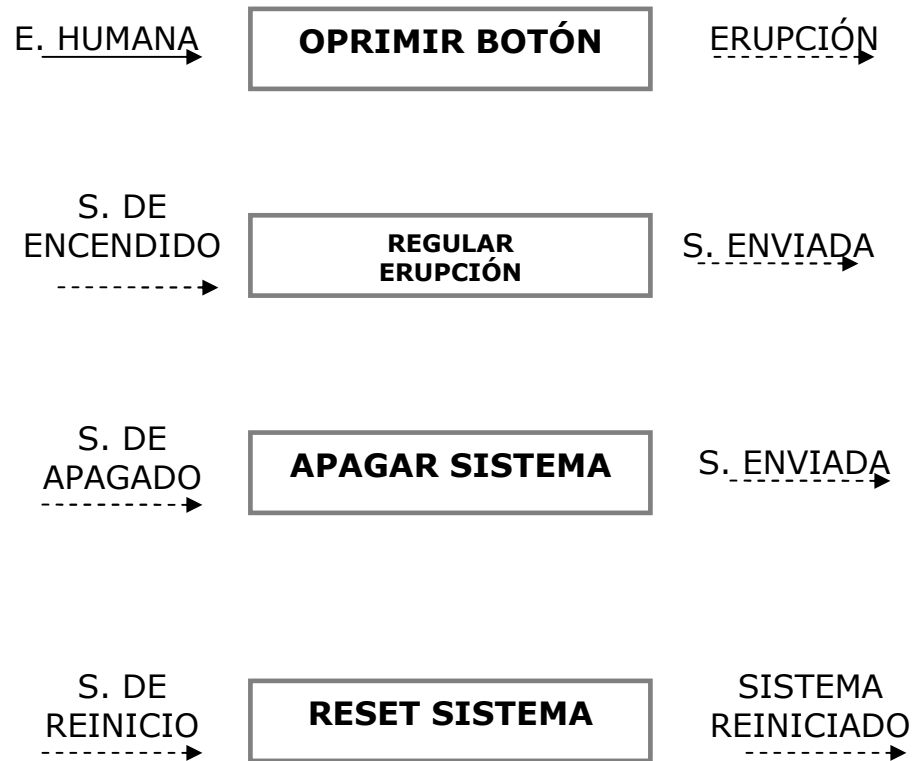 E. HUMANA
OPRIMIR BOTÓN
ERUPCIÓN
S. DE
ENCENDIDO
REGULAR
ERUPCIÓN
S. ENVIADA
S. DE
APAGADO
APAGAR SISTEMA
S. ENVIADA
S. DE
REINICIO
RESET SISTEMA
SISTEMA
REINICIADO